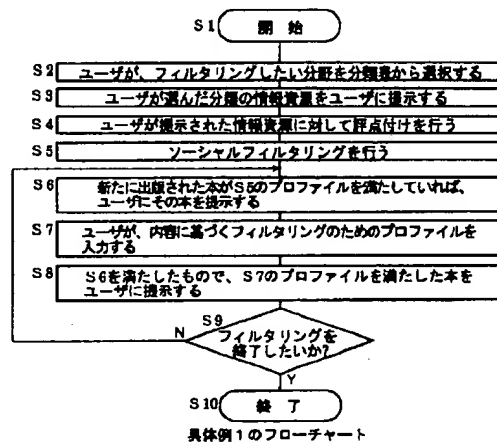 S1 開始
S2 ユーザが、フィルタリングしたい分野を分類表から選択する
S3 ユーザが選んだ分類の情報資源をユーザに提示する
S4 ユーザが提示された情報資源に対して評点付けを行う
S5 ソーシャルフィルタリングを行う
S6 新たに出版された本がS5のプロファイルを満たしていれば、
ユーザにその本を提示する
S7 ユーザが、内容に基づくフィルタリングのためのプロファイルを
入力する
S8 S6を満たしたもので、S7のプロファイルを満たした本を
ユーザに提示する
S9
フィルタリングを
N 終了したいか?
Y
S10 終了
具体例1のフローチャート